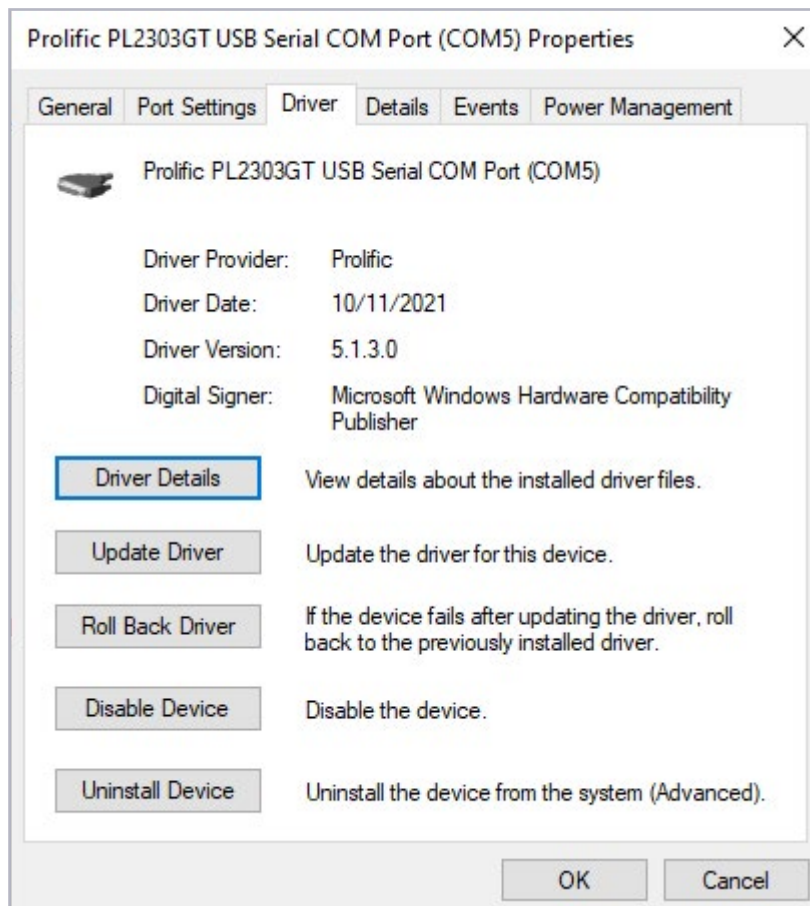 Prolific PL2303GT USB Serial COM Port (COM5) Properties
General Port Settings Driver Details Events Power Management
Prolific PL2303GT USB Serial COM Port (COM5)
Driver Provider: Prolific
Driver Date: 10/11/2021
Driver Version: 5.1.3.0
Digital Signer: Microsoft Windows Hardware Compatibility
Publisher
Driver Details View details about the installed driver files.
Update Driver Update the driver for this device.
Roll Back Driver If the device fails after updating the driver, roll
back to the previously installed driver.
Disable Device Disable the device.
Uninstall Device Uninstall the device from the system (Advanced).
OK Cancel